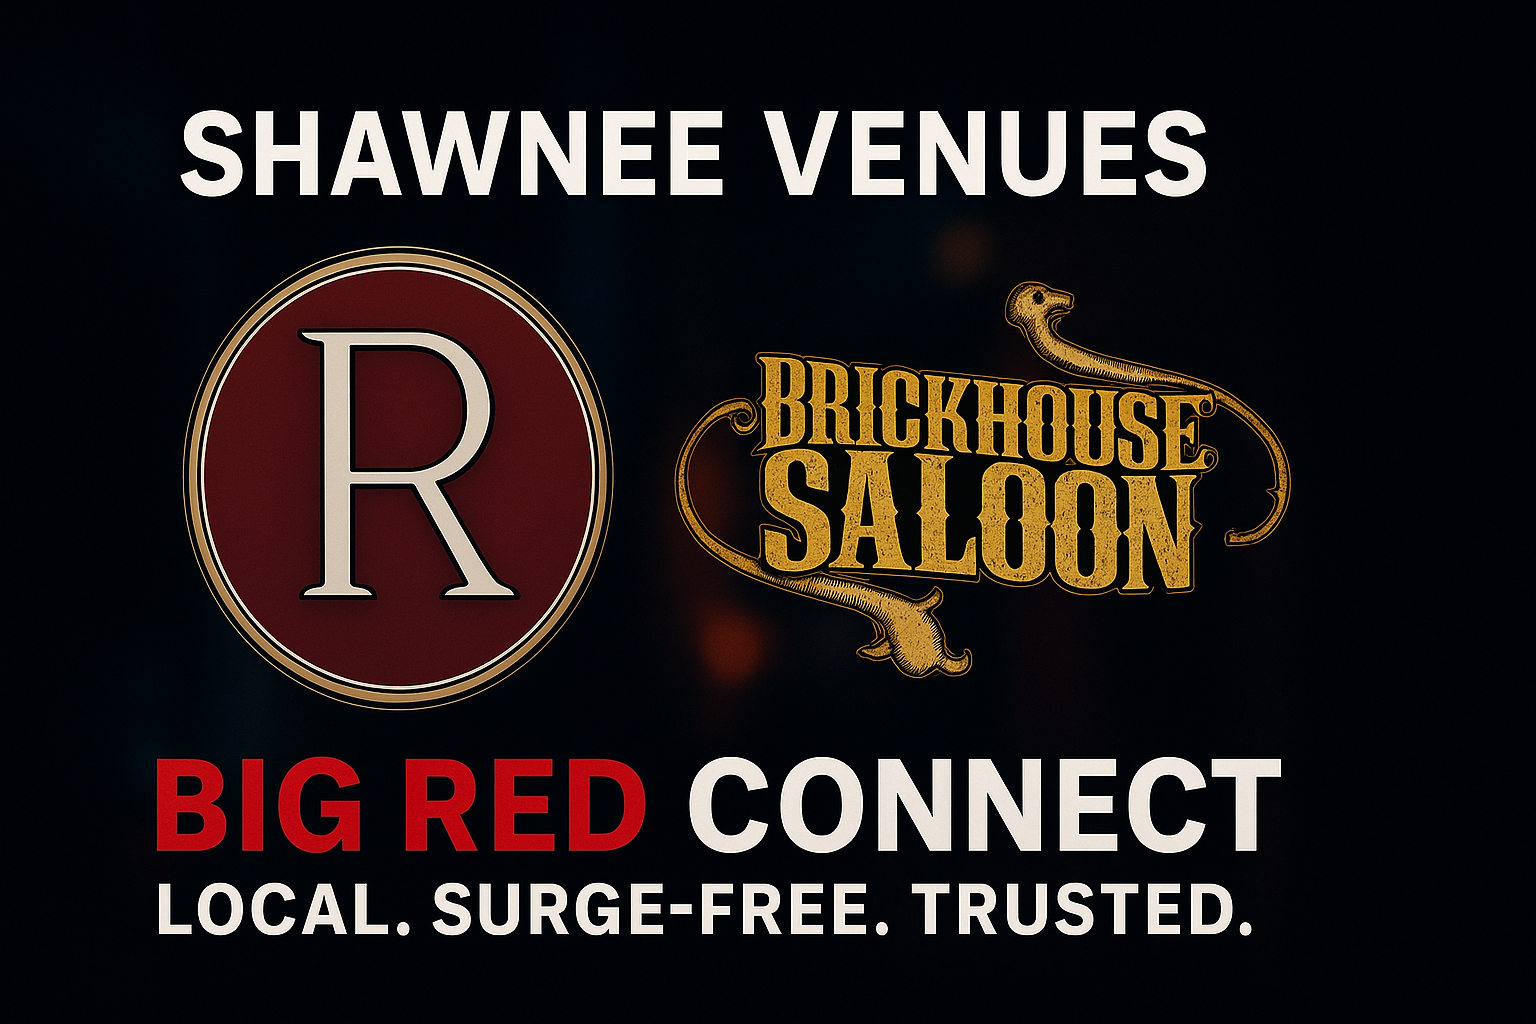 SHAWNEE VENUES
R
BRICKHOUSE
SALOON
BIG RED CONNECT
LOCAL. SURGE-FREE. TRUSTED.